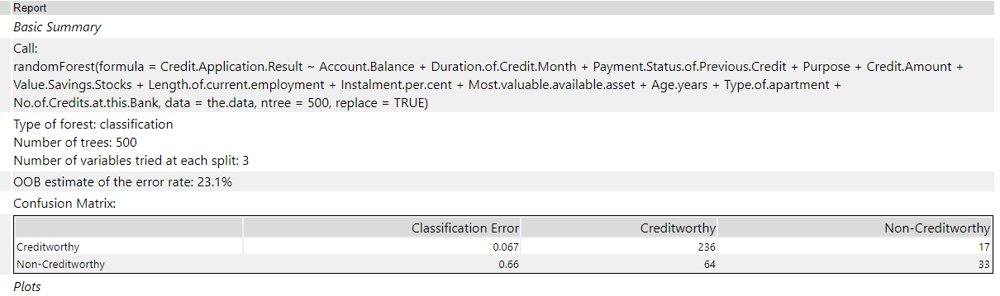 Report
Basic Summary
Call:
randomForest(formula = Credit.Application.Result ~ Account.Balance + Duration.of.Credit.Month + Payment.Status.of.Previous.Credit + Purpose + Credit.Amount +
Value.Savings.Stocks + Length.of.current.employment + Instalment.per.cent + Most.valuable.available.asset + Age.years + Type.of.apartment +
No.of.Credits.at.this.Bank, data = the.data, ntree = 500, replace = TRUE)
Type of forest: classification
Number of trees: 500
Number of variables tried at each split: 3
OOB estimate of the error rate: 23.1%
Confusion Matrix:
Classification Error Creditworthy Non-Creditworthy
Creditworthy 0.067 236 17
Non-Creditworthy 0.66 64 33
Plots